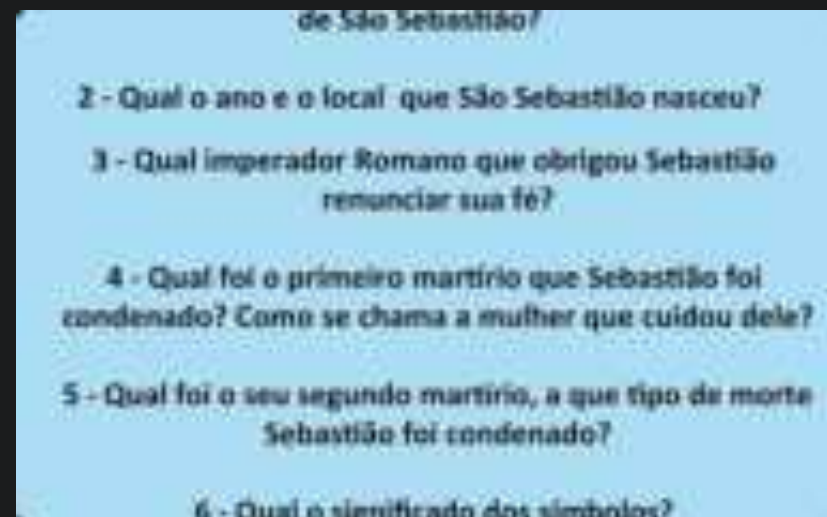 de São Sebastião?
2 - Qual o ano e o local que São Sebastião nasceu?
3 - Qual imperador Romano que obrigou Sebastião
renunciar sua fé?
4 - Qual foi o primeiro martírio que Sebastião foi
condenado? Como se chama a mulher que cuidou dele?
5 - Qual foi o seu segundo martírio, a que tipo de morte
Sebastião foi condenado?
6 - Qual o significado dos símbolos?